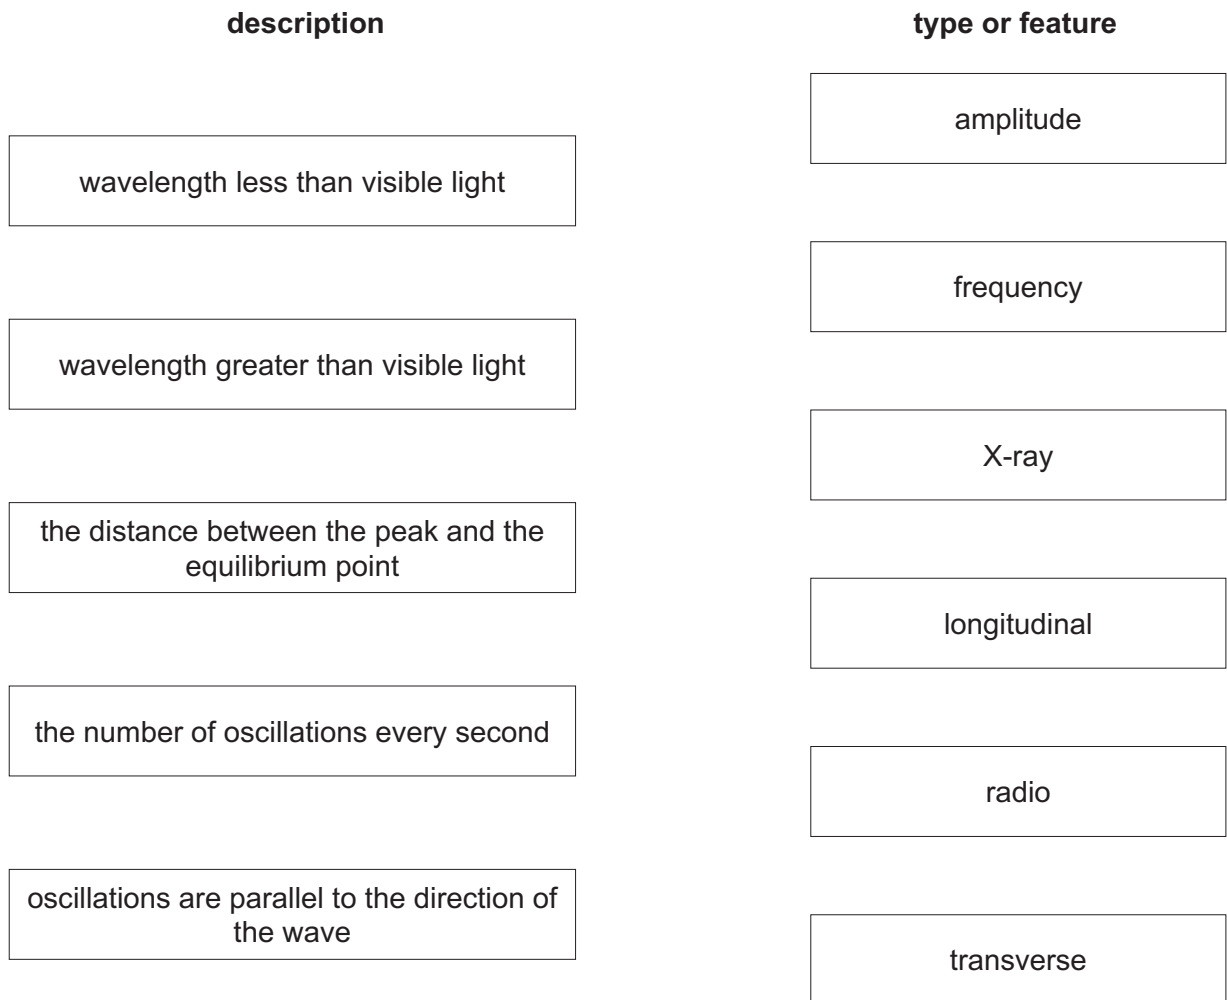 description
type or feature
wavelength less than visible light
wavelength greater than visible light
the distance between the peak and the
equilibrium point
the number of oscillations every second
oscillations are parallel to the direction of
the wave
amplitude
frequency
X-ray
longitudinal
radio
transverse